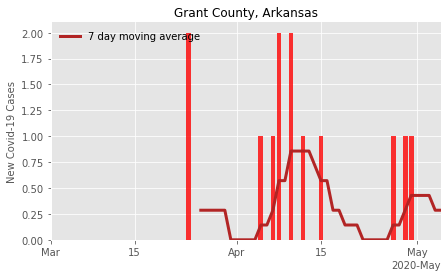 Grant County, Arkansas
7 day moving average
New Covid-19 Cases
2.00
1.75
1.50
1.25
1.00
0.75
0.50
0.25
0.00
Mar
15
Apr
15
May
2020-May